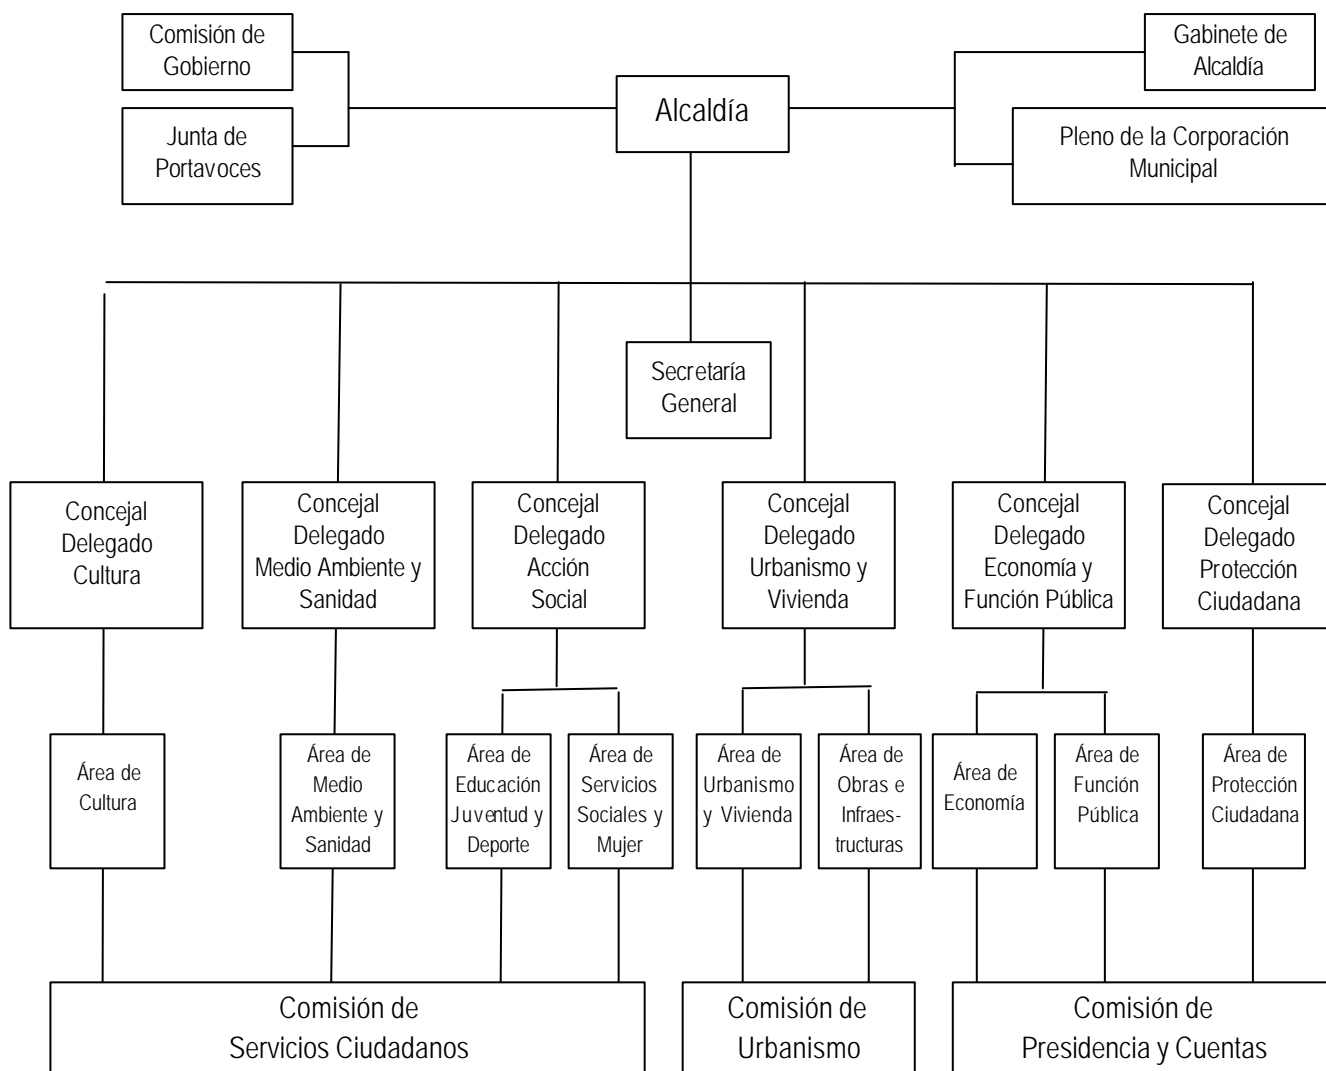 Comisión de
Gobierno
Gabinete de
Alcaldía
Alcaldía
Junta de
Portavoces
Pleno de la Corporación
Municipal
Secretaría
General
Concejal
Delegado
Cultura
Concejal
Delegado
Medio Ambiente y
Sanidad
Concejal
Delegado
Acción
Social
Concejal
Delegado
Urbanismo y
Vivienda
Concejal
Delegado
Economía y
Función Pública
Concejal
Delegado
Protección
Ciudadana
Área de
Cultura
Área de
Medio
Ambiente y
Sanidad
Área de
Educación
Juventud y
Deporte
Área de
Servicios
Sociales y
Mujer
Área de
Urbanismo
y Vivienda
Área de
Obras e
Infraes-
tructuras
Área de
Economía
Área de
Función
Pública
Área de
Protección
Ciudadana
Comisión de
Servicios Ciudadanos
Comisión de
Urbanismo
Comisión de
Presidencia y Cuentas